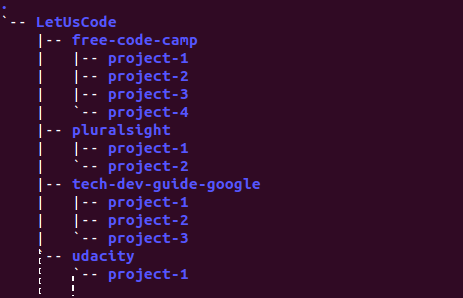 .
`-- LetUsCode
    |-- free-code-camp
    |   |-- project-1
    |   |-- project-2
    |   |-- project-3
    |   `-- project-4
    |-- pluralsight
    |   |-- project-1
    |   `-- project-2
    |-- tech-dev-guide-google
    |   |-- project-1
    |   |-- project-2
    |   `-- project-3
    `-- udacity
        `-- project-1